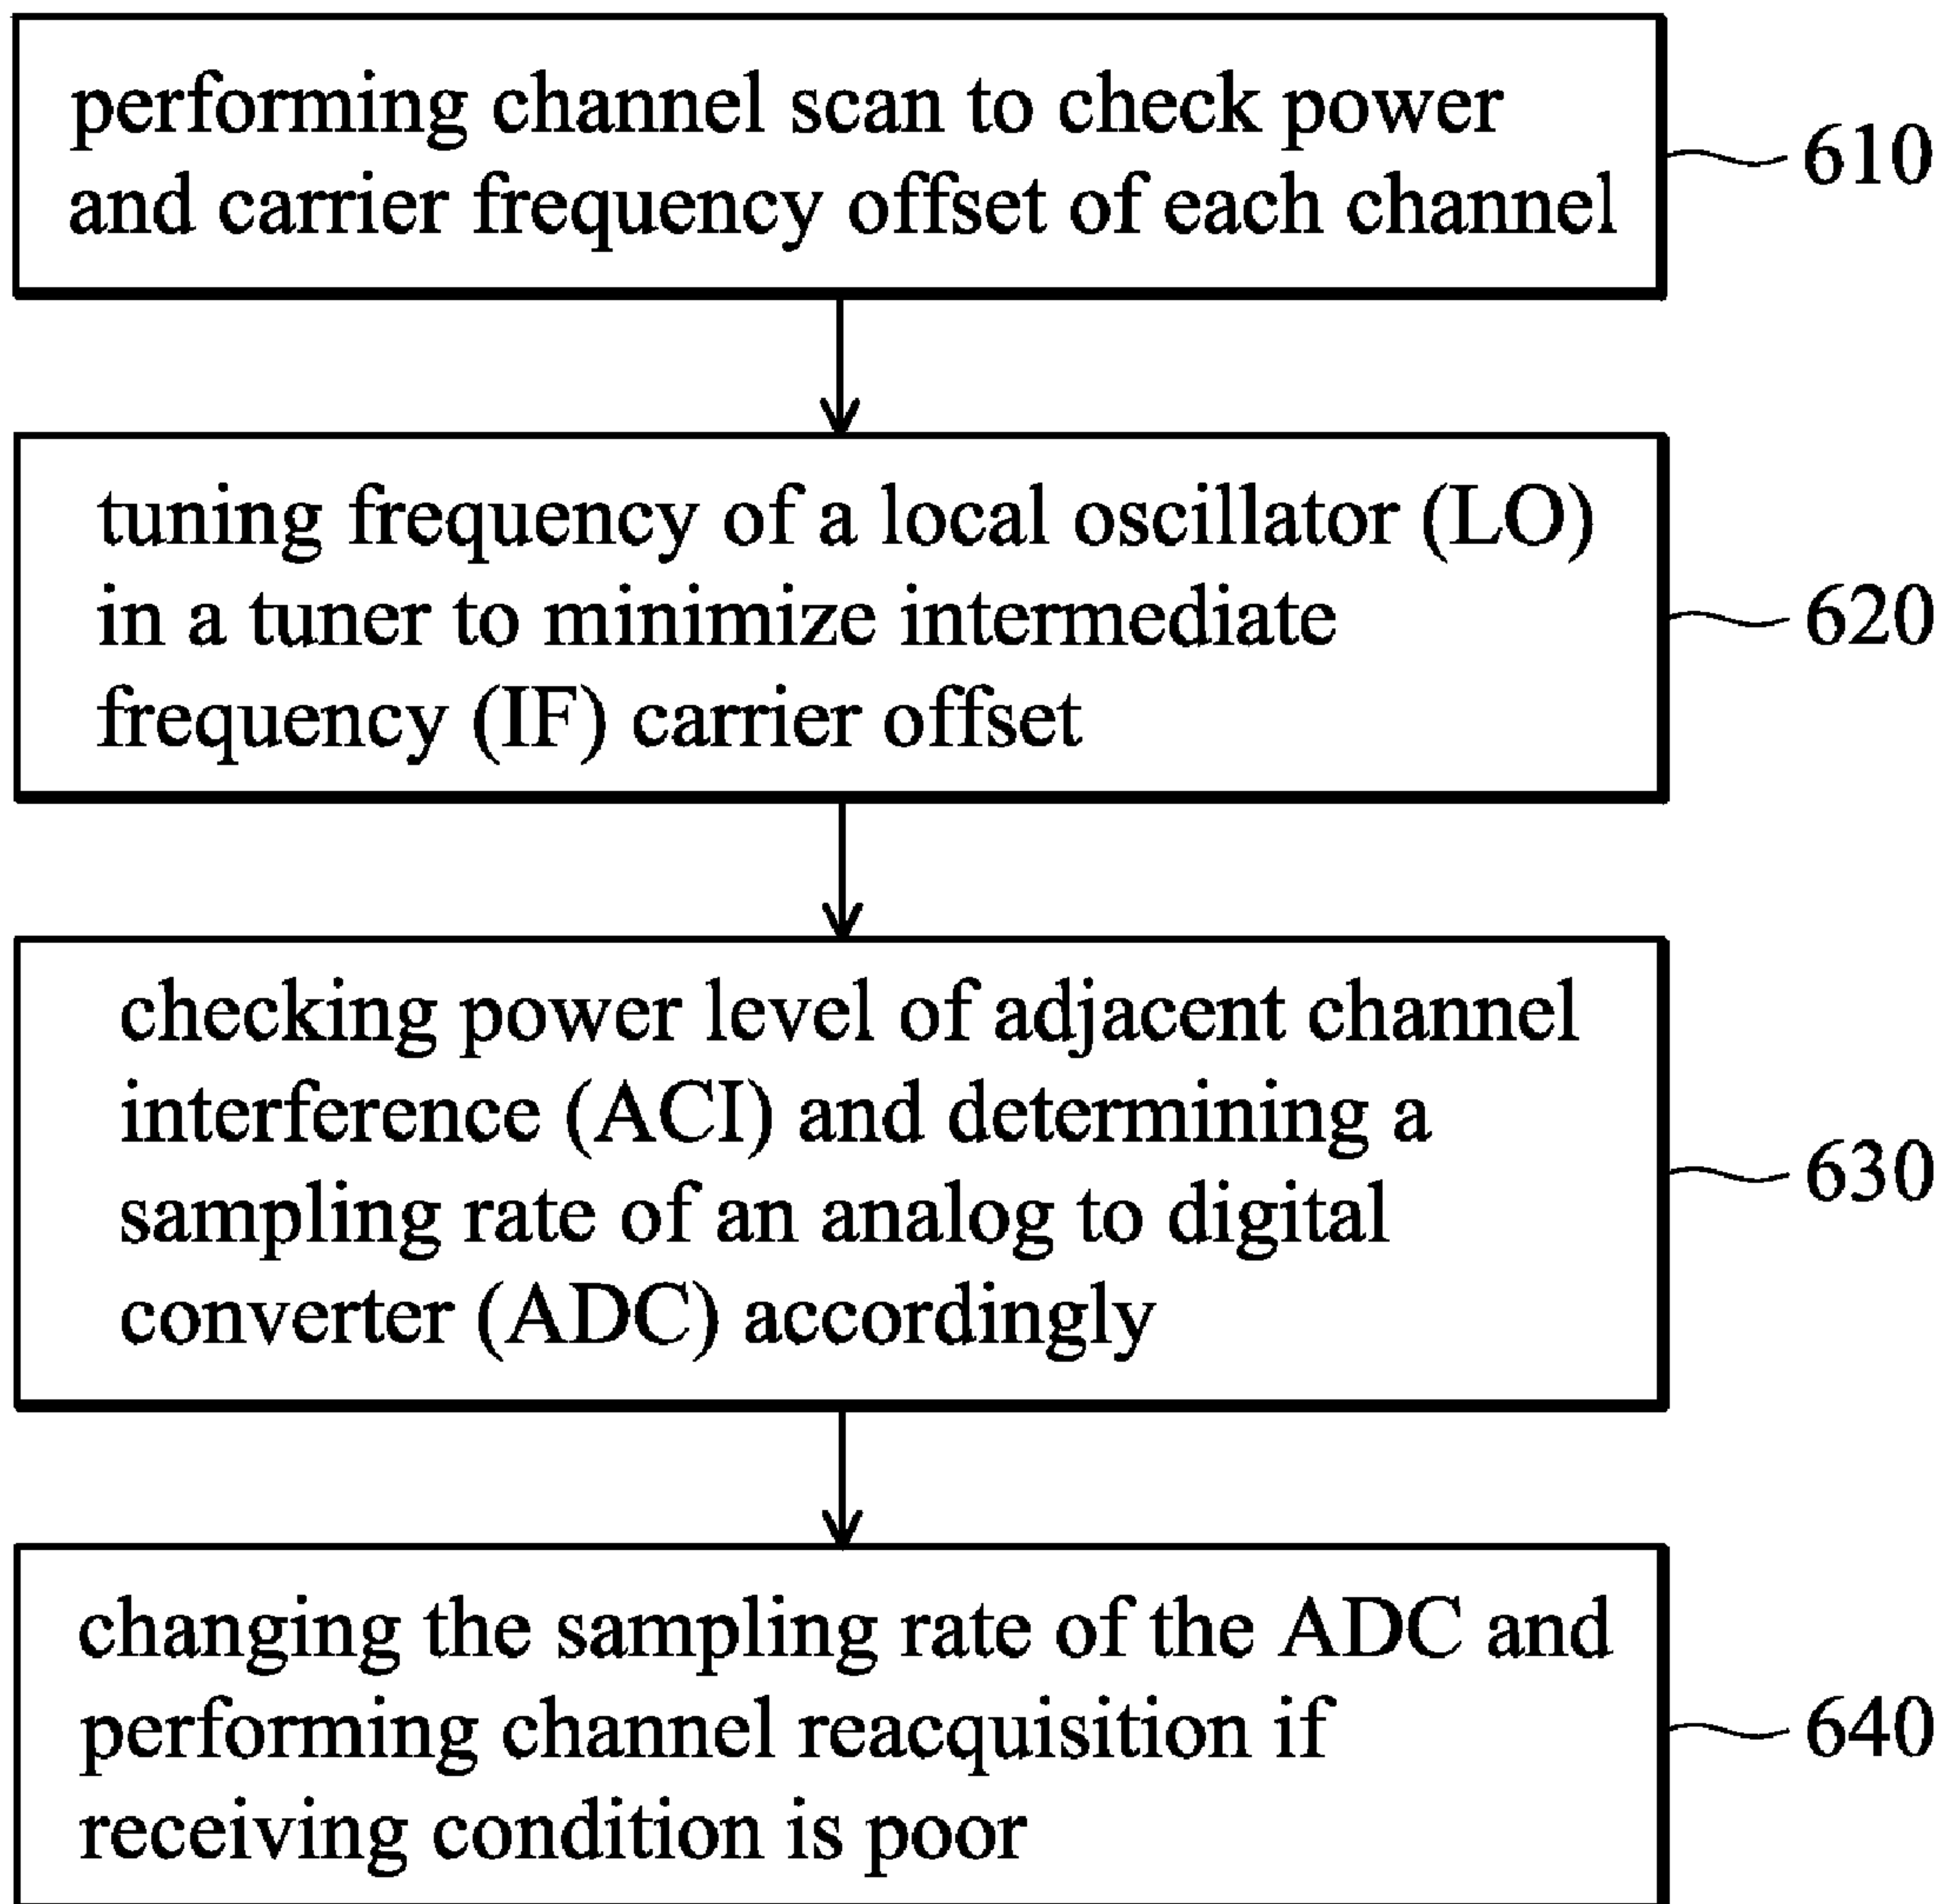 performing channel scan to check power
and carrier frequency offset of each channel
610
tuning frequency of a local oscillator (LO)
in a tuner to minimize intermediate
frequency (IF) carrier offset
620
checking power level of adjacent channel
interference (ACI) and determining a
sampling rate of an analog to digital
converter (ADC) accordingly
630
changing the sampling rate of the ADC and
performing channel reacquisition if
receiving condition is poor
640